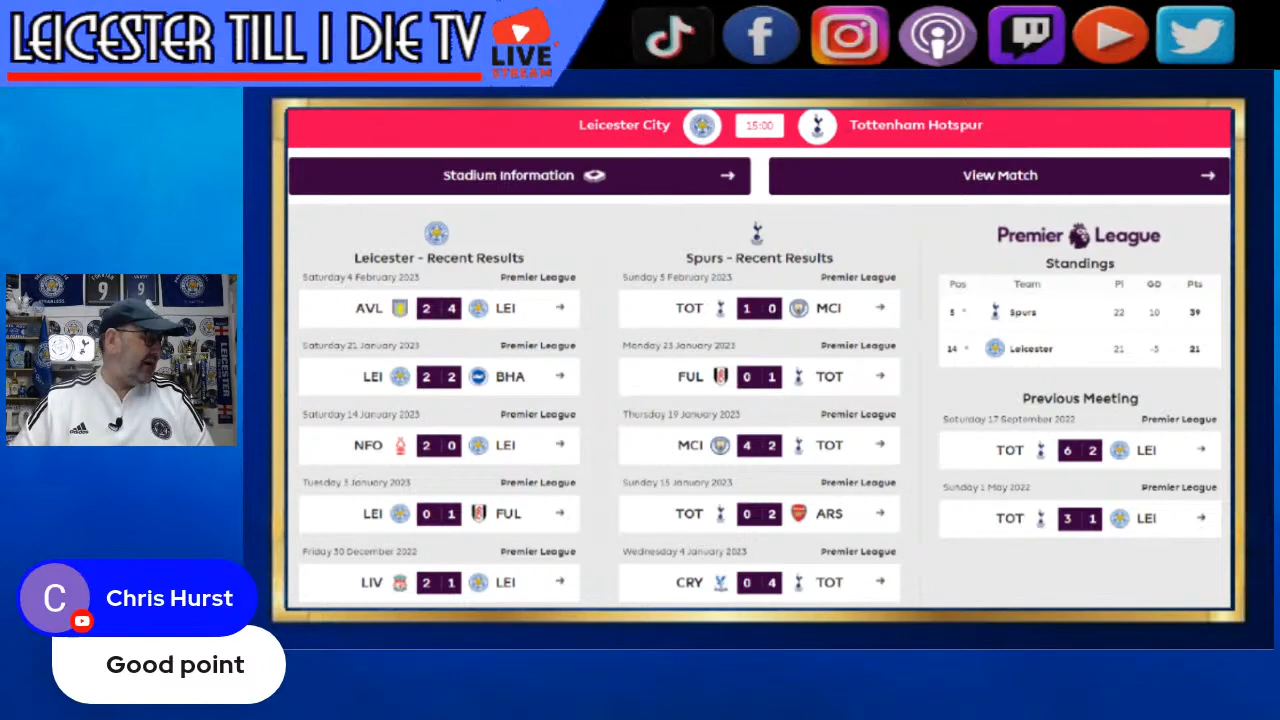 LEICESTER TILL I DIE TV
LIVE
STREAM
Leicester City 15:00 Tottenham Hotspur
Stadium Information →
View Match →
Leicester - Recent Results
Saturday 4 February 2023 Premier League
AVL 2 4 LEI →
Saturday 21 January 2023 Premier League
LEI 2 2 BHA →
Saturday 14 January 2023 Premier League
NFO 2 0 LEI →
Tuesday 3 January 2023 Premier League
LEI 0 1 FUL →
Friday 30 December 2022 Premier League
LIV 2 1 LEI →
Spurs - Recent Results
Sunday 5 February 2023 Premier League
TOT 1 0 MCI →
Monday 23 January 2023 Premier League
FUL 0 1 TOT →
Thursday 19 January 2023 Premier League
MCI 4 2 TOT →
Sunday 15 January 2023 Premier League
TOT 0 2 ARS →
Wednesday 4 January 2023 Premier League
CRY 0 4 TOT →
Premier League
Standings
Pos Team Pl GD Pts
5 Spurs 22 10 39
14 Leicester 21 -5 21
Previous Meeting
Saturday 17 September 2022 Premier League
TOT 6 2 LEI →
Sunday 1 May 2022 Premier League
TOT 3 1 LEI →
9
LEICESTER
adidas
C Chris Hurst
Good point